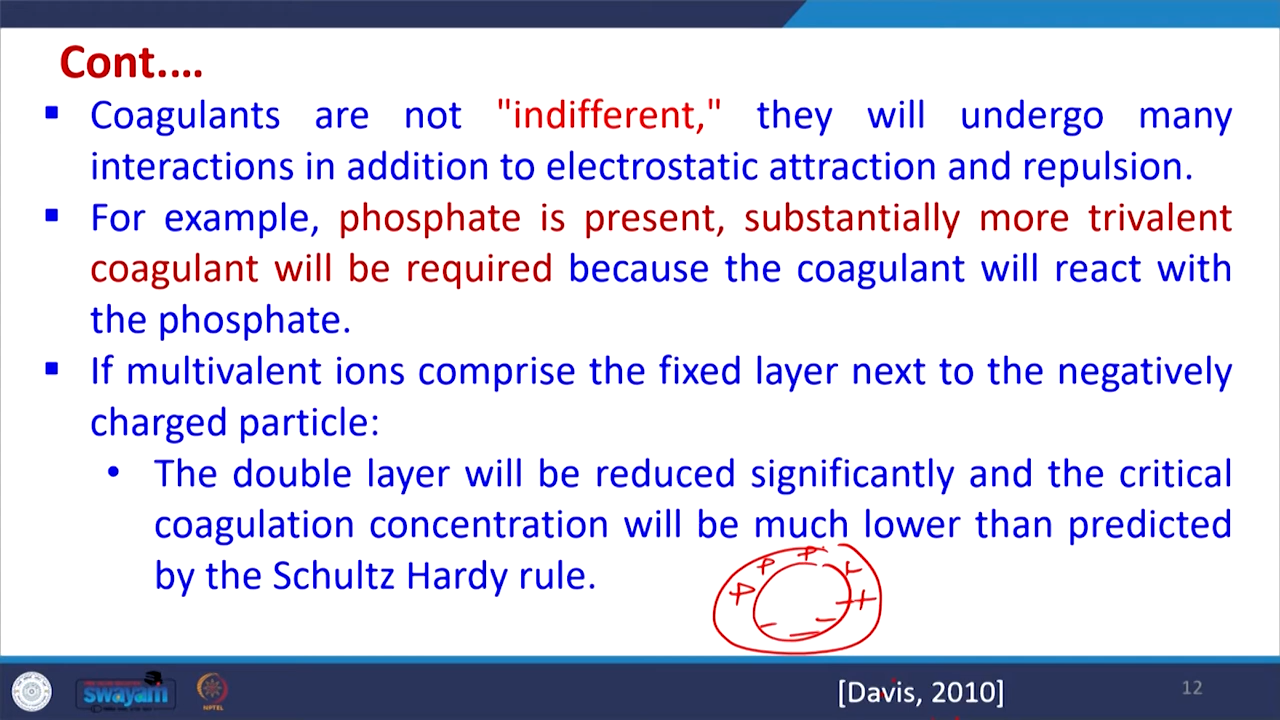 Cont.…
▪ Coagulants are not "indifferent," they will undergo many
interactions in addition to electrostatic attraction and repulsion.
▪ For example, phosphate is present, substantially more trivalent
coagulant will be required because the coagulant will react with
the phosphate.
▪ If multivalent ions comprise the fixed layer next to the negatively
charged particle:
• The double layer will be reduced significantly and the critical
coagulation concentration will be much lower than predicted
by the Schultz Hardy rule.
swayam
NPTEL
[Davis, 2010]
12